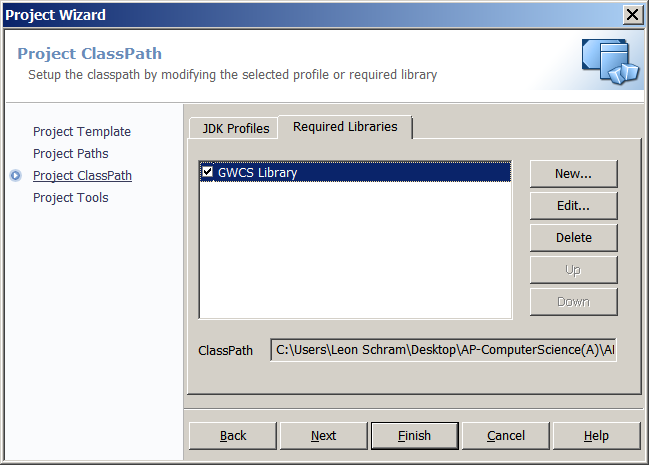 Project Wizard
Project ClassPath
Setup the classpath by modifying the selected profile or required library
Project Template
Project Paths
Project ClassPath
Project Tools
JDK Profiles
Required Libraries
GWCS Library
New...
Edit...
Delete
Up
Down
ClassPath
C:\Users\Leon Schram\Desktop\AP-ComputerScience(A)\
Back
Next
Finish
Cancel
Help